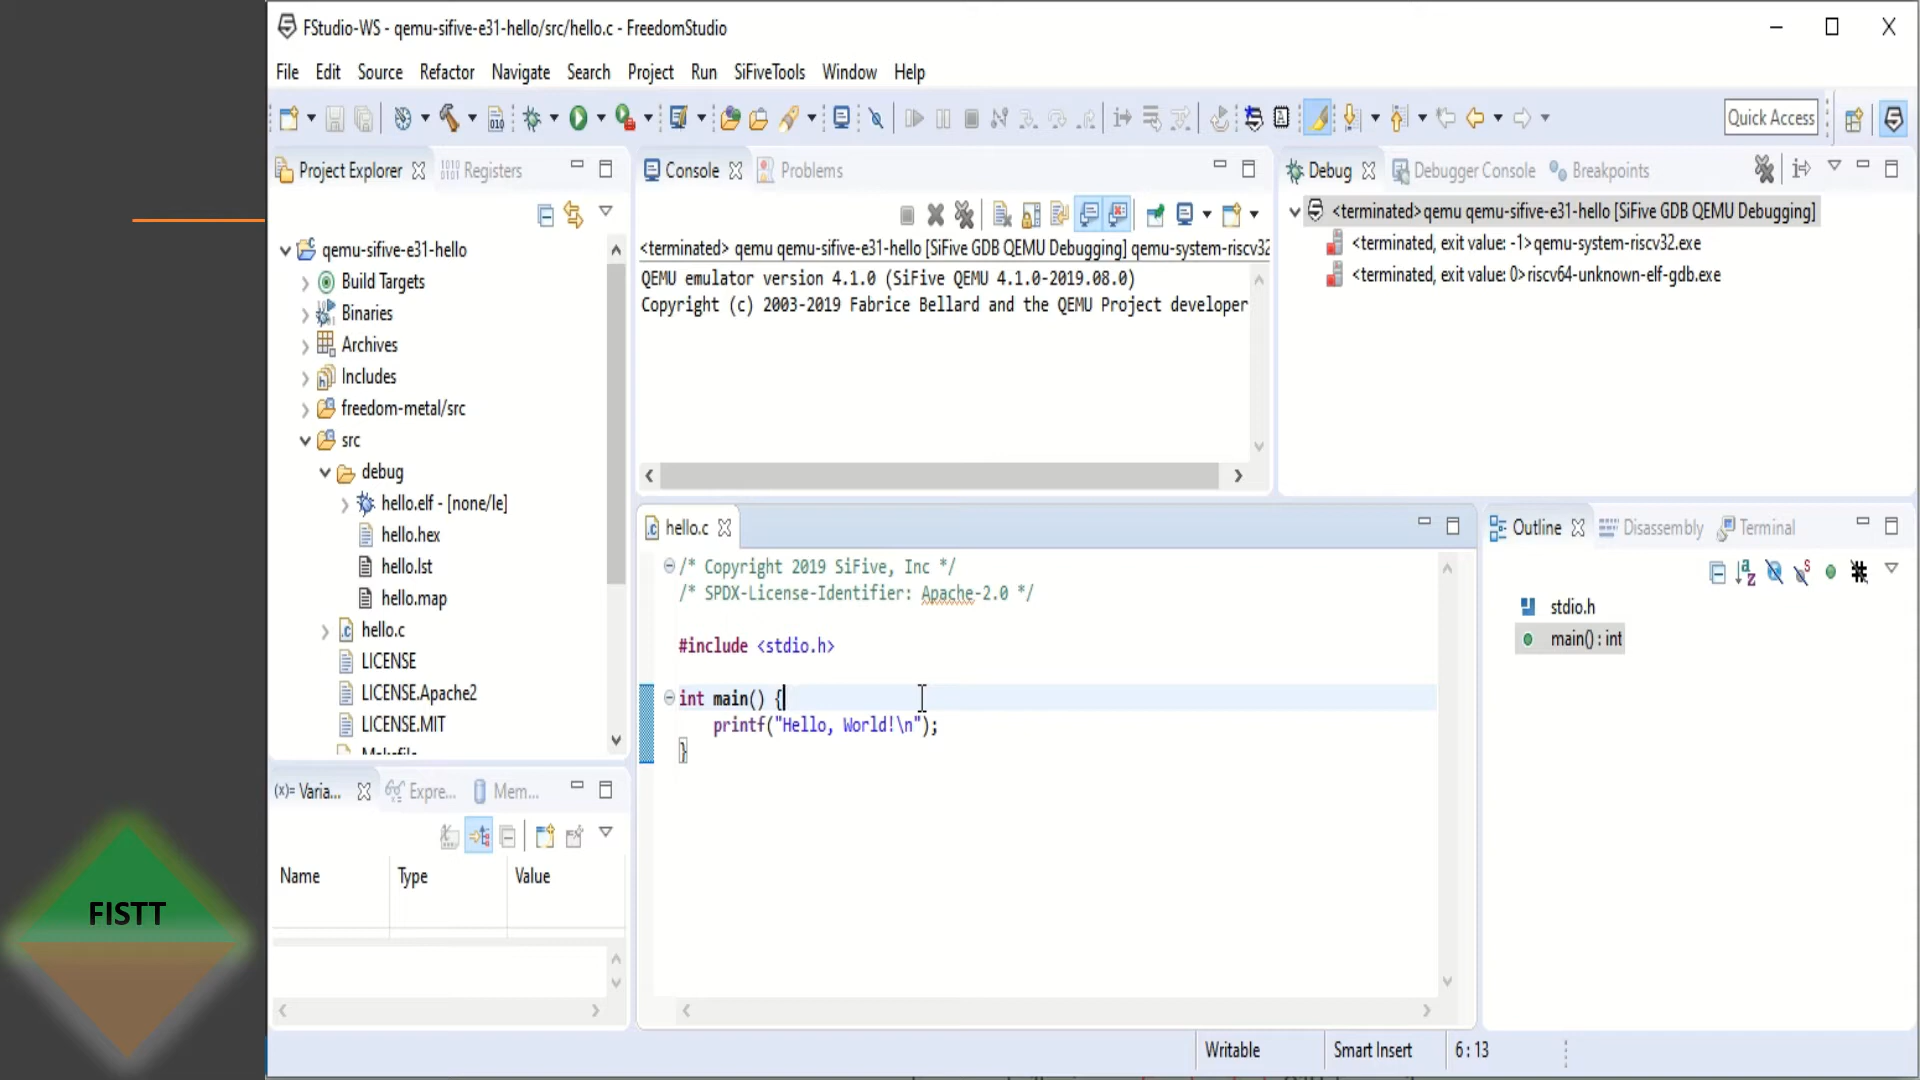 FStudio-WS - qemu-sifive-e31-hello/src/hello.c - FreedomStudio
File Edit Source Refactor Navigate Search Project Run SiFiveTools Window Help
Quick Access
Project Explorer
Registers
qemu-sifive-e31-hello
Build Targets
Binaries
Archives
Includes
freedom-metal/src
src
debug
hello.elf - [none/le]
hello.hex
hello.lst
hello.map
hello.c
LICENSE
LICENSE.Apache2
LICENSE.MIT
Console
Problems
<terminated> qemu qemu-sifive-e31-hello [SiFive GDB QEMU Debugging] qemu-system-riscv32
QEMU emulator version 4.1.0 (SiFive QEMU 4.1.0-2019.08.0)
Copyright (c) 2003-2019 Fabrice Bellard and the QEMU Project developer
Debug
Debugger Console
Breakpoints
<terminated>qemu qemu-sifive-e31-hello [SiFive GDB QEMU Debugging]
<terminated, exit value: -1>qemu-system-riscv32.exe
<terminated, exit value: 0>riscv64-unknown-elf-gdb.exe
hello.c
/* Copyright 2019 SiFive, Inc */
/* SPDX-License-Identifier: Apache-2.0 */
#include <stdio.h>
int main() {
printf("Hello, World!\n");
}
Outline
Disassembly
Terminal
stdio.h
main() : int
(x)= Varia...
Expre...
Mem...
Name Type Value
Writable
Smart Insert
6 : 13
FISTT